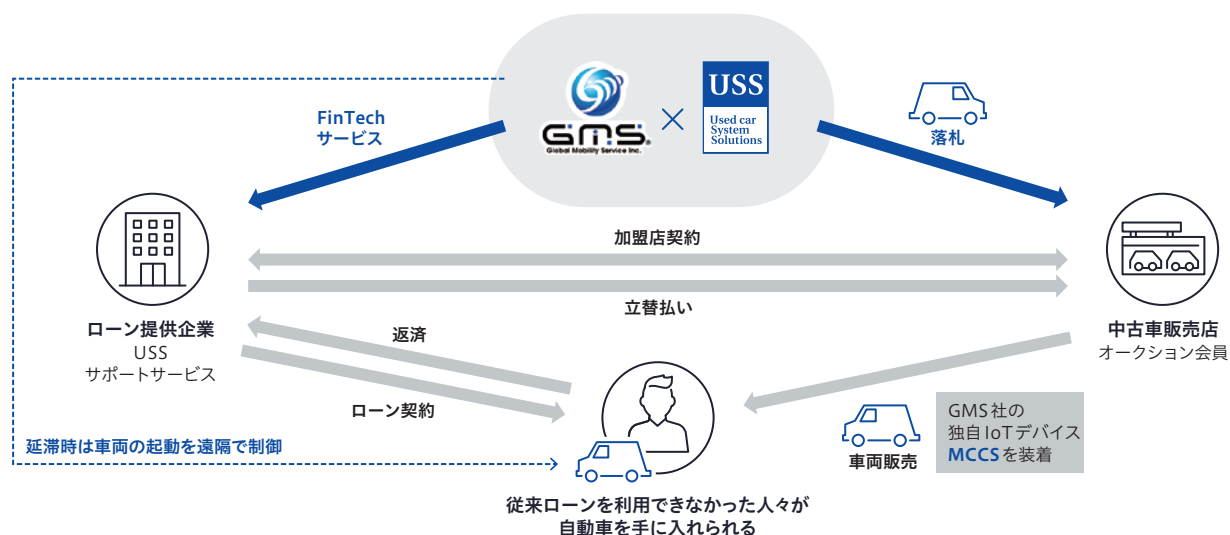 FinTech
サービス
GMS.
Global Mobility Service Inc.
USS
Used car
System
Solutions
落札
加盟店契約
立替払い
ローン提供企業
USS
サポートサービス
返済
ローン契約
中古車販売店
オークション会員
延滞時は車両の起動を遠隔で制御
車両販売
GMS社の
独自IoTデバイス
MCCSを装着
従来ローンを利用できなかった人々が
自動車を手に入れられる